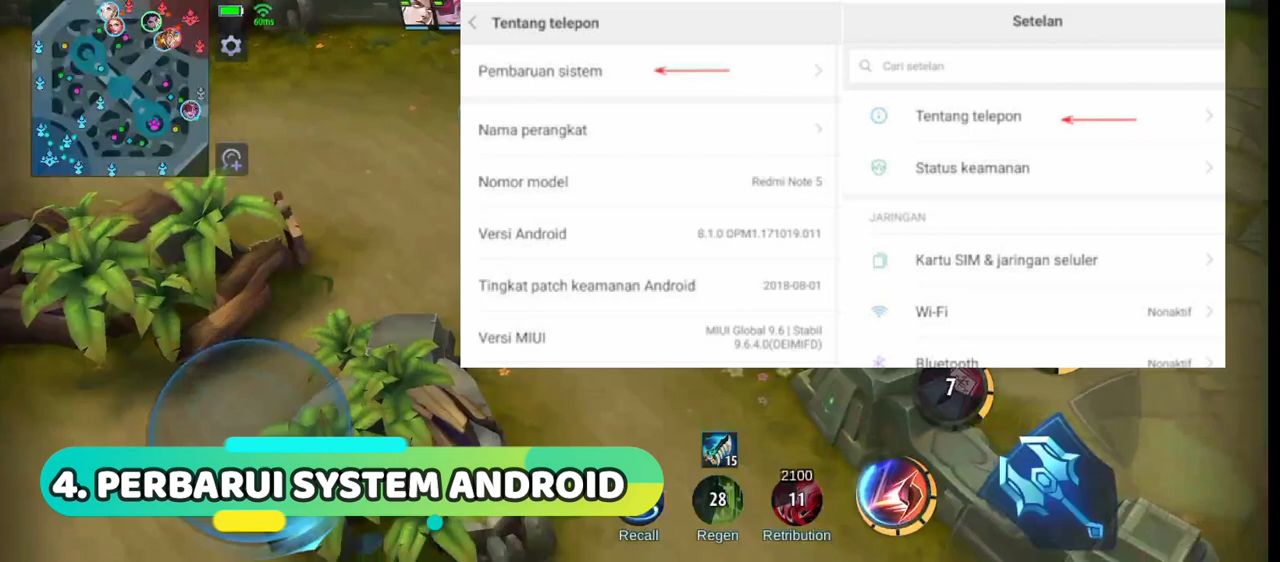 60ms
Tentang telepon
Pembaruan sistem
Nama perangkat
Nomor model
Redmi Note 5
Versi Android
8.1.0 OPM1.171019.011
Tingkat patch keamanan Android
2018-08-01
Versi MIUI
MIUI Global 9.6 | Stabil
9.6.4.0(OEIMIFD)
Setelan
Cari setelan
Tentang telepon
Status keamanan
JARINGAN
Kartu SIM & jaringan seluler
Wi-Fi
Nonaktif
Bluetooth
Nonaktif
7
4. PERBARUI SYSTEM ANDROID
15
2100
28
11
Recall
Regen
Retribution